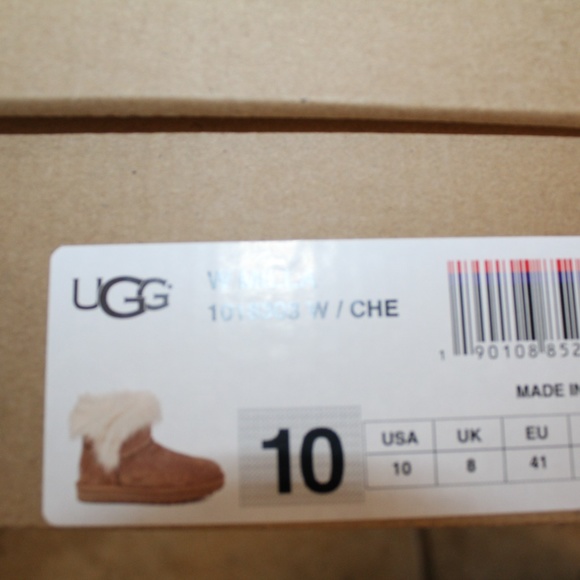 UGG
W / CHE
1 90108 852
MADE IN
10
USA UK EU
10 8 41